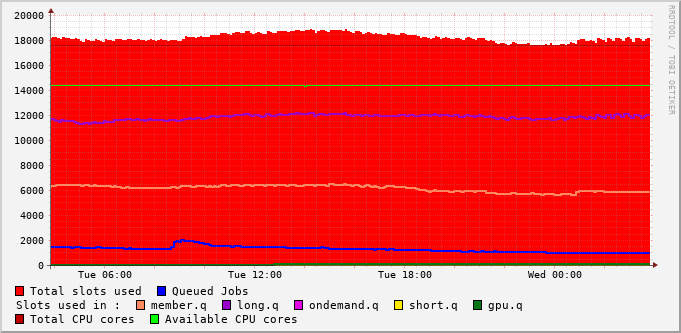 20000
18000
16000
14000
12000
10000
8000
6000
4000
2000
0
Tue 06:00 Tue 12:00 Tue 18:00 Wed 00:00
RRDTOOL / TOBI OETIKER
Total slots used Queued Jobs
Slots used in : member.q long.q ondemand.q short.q gpu.q
Total CPU cores Available CPU cores